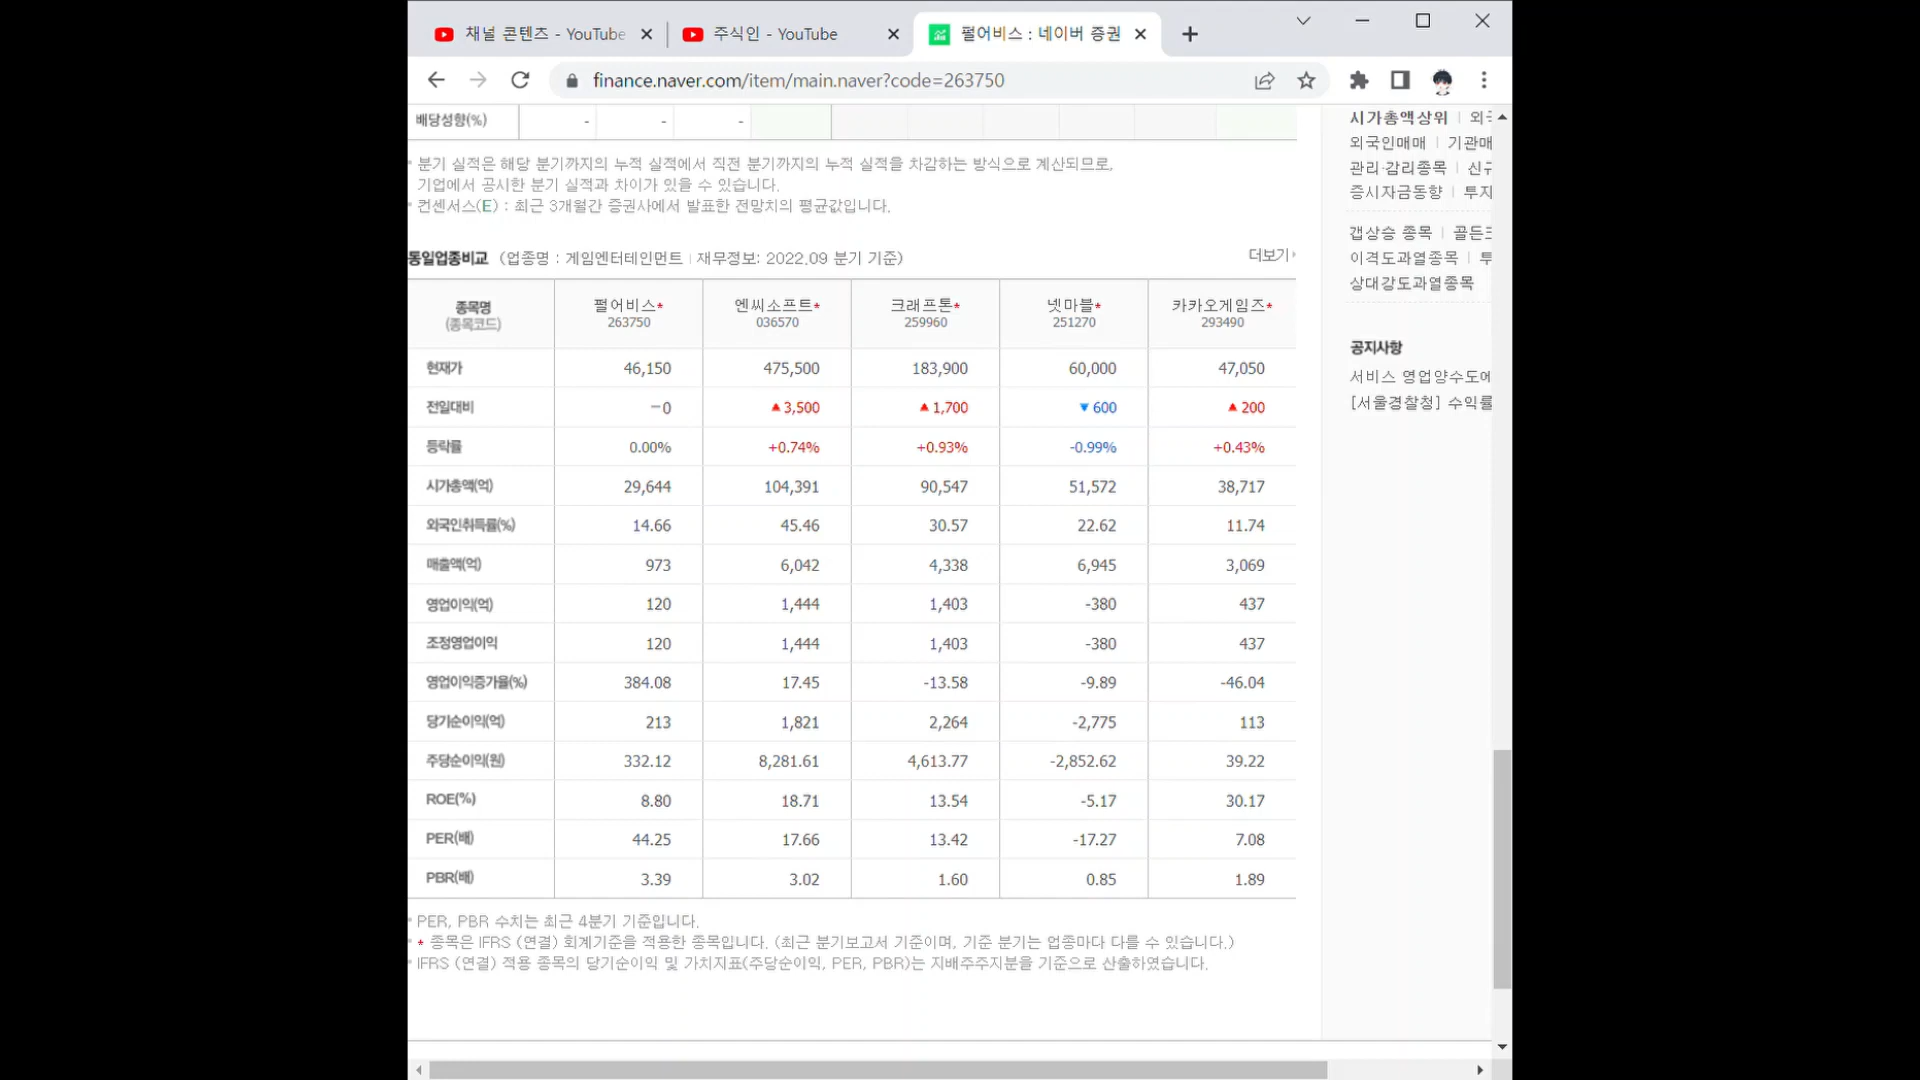 채널 콘텐츠 - YouTube
주식인 - YouTube
펄어비스 : 네이버 증권
finance.naver.com/item/main.naver?code=263750
배당성향(%) - - -
* 분기 실적은 해당 분기까지의 누적 실적에서 직전 분기까지의 누적 실적을 차감하는 방식으로 계산되므로,
기업에서 공시한 분기 실적과 차이가 있을 수 있습니다.
* 컨센서스(E) : 최근 3개월간 증권사에서 발표한 전망치의 평균값입니다.
동일업종비교 (업종명 : 게임엔터테인먼트 | 재무정보: 2022.09 분기 기준) 더보기
종목명 펄어비스* 엔씨소프트* 크래프톤* 넷마블* 카카오게임즈*
(종목코드) 263750 036570 259960 251270 293490
현재가 46,150 475,500 183,900 60,000 47,050
전일대비 -0 ▲3,500 ▲1,700 ▼600 ▲200
등락률 0.00% +0.74% +0.93% -0.99% +0.43%
시가총액(억) 29,644 104,391 90,547 51,572 38,717
외국인취득률(%) 14.66 45.46 30.57 22.62 11.74
매출액(억) 973 6,042 4,338 6,945 3,069
영업이익(억) 120 1,444 1,403 -380 437
조정영업이익 120 1,444 1,403 -380 437
영업이익증가율(%) 384.08 17.45 -13.58 -9.89 -46.04
당기순이익(억) 213 1,821 2,264 -2,775 113
주당순이익(원) 332.12 8,281.61 4,613.77 -2,852.62 39.22
ROE(%) 8.80 18.71 13.54 -5.17 30.17
PER(배) 44.25 17.66 13.42 -17.27 7.08
PBR(배) 3.39 3.02 1.60 0.85 1.89
* PER, PBR 수치는 최근 4분기 기준입니다.
* * 종목은 IFRS (연결) 회계기준을 적용한 종목입니다. (최근 분기보고서 기준이며, 기준 분기는 업종마다 다를 수 있습니다.)
* IFRS (연결) 적용 종목의 당기순이익 및 가치지표(주당순이익, PER, PBR)는 지배주주지분을 기준으로 산출하였습니다.
시가총액상위 | 외국
외국인매매 | 기관매
관리·감리종목 | 신규
증시자금동향 | 투자
갭상승 종목 | 골든크
이격도과열종목 | 투
상대강도과열종목
공지사항
서비스 영업양수도에
[서울경찰청] 수익률